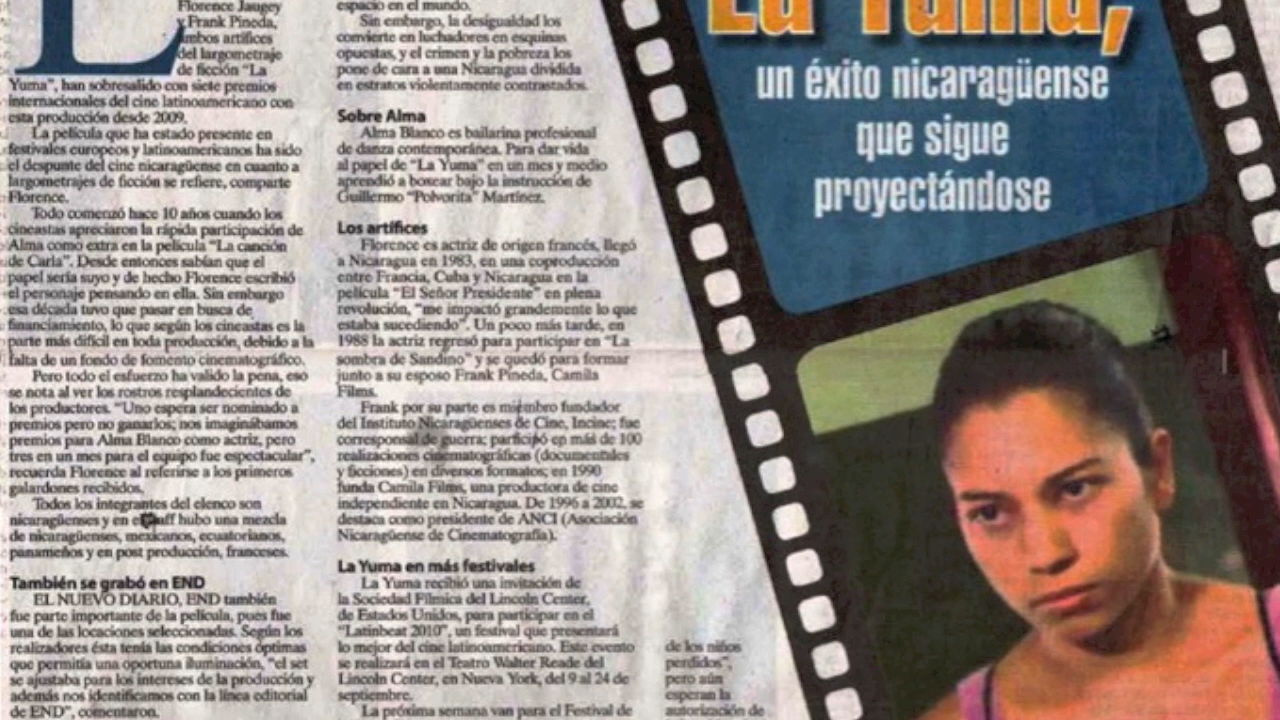 L
Florence Jaugey
y Frank Pineda,
ambos artífices
del largometraje
de ficción “La
Yuma”, han sobresalido con siete premios
internacionales del cine latinoamericano con
esta producción desde 2009.
La película que ha estado presente en
festivales europeos y latinoamericanos ha sido
el despunte del cine nicaragüense en cuanto a
largometrajes de ficción se refiere, comparte
Florence.
Todo comenzó hace 10 años cuando los
cineastas apreciaron la rápida participación de
Alma como extra en la película “La canción
de Carla”. Desde entonces sabían que el
papel sería suyo y de hecho Florence escribió
el personaje pensando en ella. Sin embargo
esa década tuvo que pasar en busca de
financiamiento, lo que según los cineastas es la
parte más difícil en toda producción, debido a la
falta de un fondo de fomento cinematográfico.
Pero todo el esfuerzo ha valido la pena, eso
se nota al ver los rostros resplandecientes de
los productores. “Uno espera ser nominado a
premios pero no ganarlos; nos imaginábamos
premios para Alma Blanco como actriz, pero
tres en un mes para el equipo fue espectacular”,
recuerda Florence al referirse a los primeros
galardones recibidos.
Todos los integrantes del elenco son
nicaragüenses y en el staff hubo una mezcla
de nicaragüenses, mexicanos, ecuatorianos,
panameños y en post producción, franceses.
También se grabó en END
EL NUEVO DIARIO, END también
fue parte importante de la película, pues fue
una de las locaciones seleccionadas. Según los
realizadores ésta tenía las condiciones óptimas
que permitía una oportuna iluminación, “el set
se ajustaba para los intereses de la producción y
además nos identificamos con la línea editorial
de END”, comentaron.
espacio en el mundo.
Sin embargo, la desigualdad los
convierte en luchadores en esquinas
opuestas, y el crimen y la pobreza los
pone de cara a una Nicaragua dividida
en estratos violentamente contrastados.
Sobre Alma
Alma Blanco es bailarina profesional
de danza contemporánea. Para dar vida
al papel de “La Yuma” en un mes y medio
aprendió a boxear bajo la instrucción de
Guillermo “Polvorita” Martínez.
Los artífices
Florence es actriz de origen francés, llegó
a Nicaragua en 1983, en una coproducción
entre Francia, Cuba y Nicaragua en la
película “El Señor Presidente” en plena
revolución, “me impactó grandemente lo que
estaba sucediendo”. Un poco más tarde, en
1988 la actriz regresó para participar en “La
sombra de Sandino” y se quedó para formar
junto a su esposo Frank Pineda, Camila
Films.
Frank por su parte es miembro fundador
del Instituto Nicaragüenses de Cine, Incine; fue
corresponsal de guerra; participó en más de 100
realizaciones cinematográficas (documentales
y ficciones) en diversos formatos; en 1990
funda Camila Films, una productora de cine
independiente en Nicaragua. De 1996 a 2002, se
destaca como presidente de ANCI (Asociación
Nicaragüense de Cinematografía).
La Yuma en más festivales
La Yuma recibió una invitación de
la Sociedad Fílmica del Lincoln Center,
de Estados Unidos, para participar en el
“Latinbeat 2010”, un festival que presentará
lo mejor del cine latinoamericano. Este evento
se realizará en el Teatro Walter Reade del
Lincoln Center, en Nueva York, del 9 al 24 de
septiembre.
La próxima semana van para el Festival de
de los niños
perdidos”,
pero aún
esperan la
autorización de
La Yuma,
un éxito nicaragüense
que sigue
proyectándose